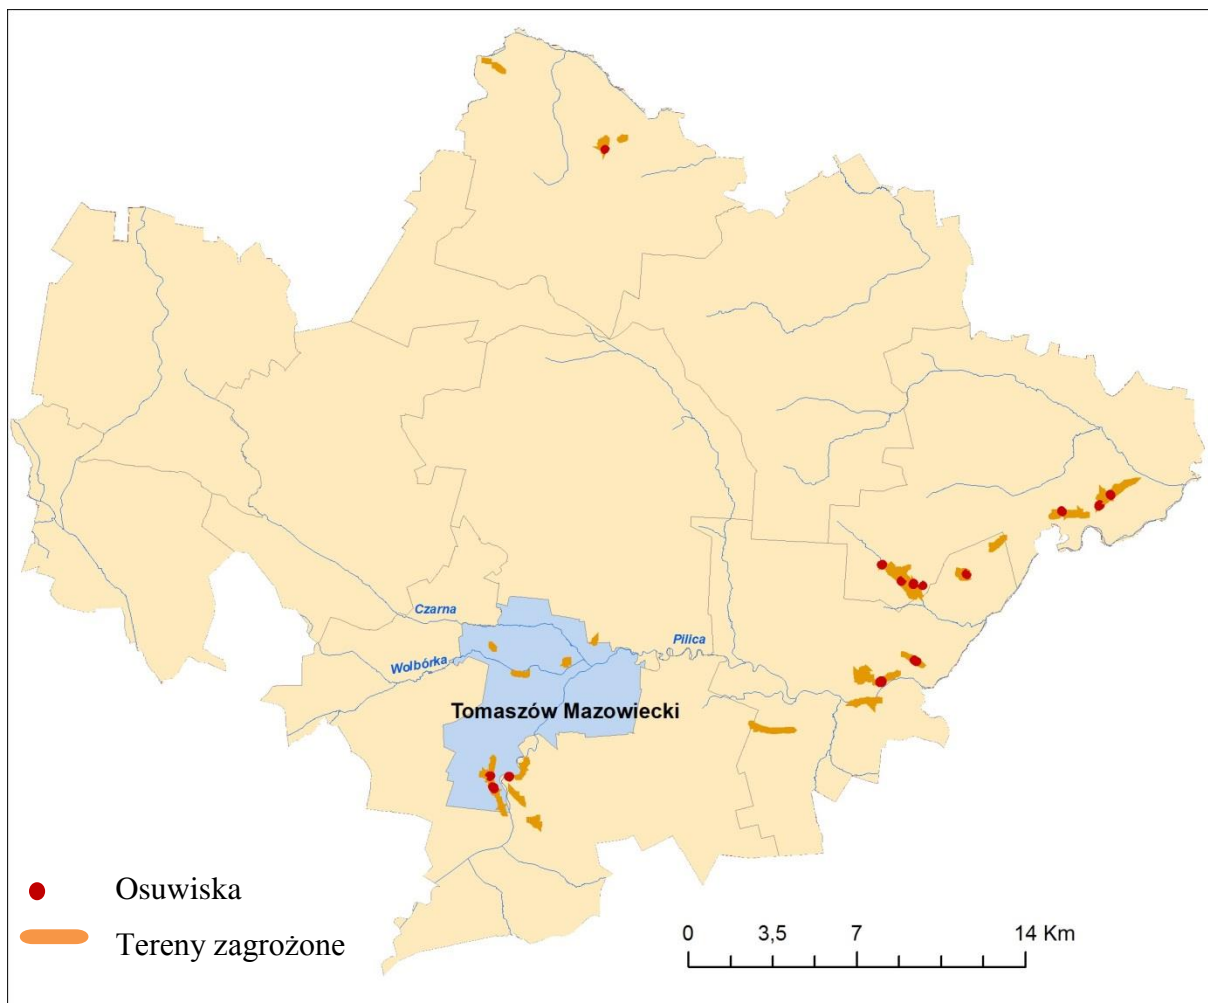 Czarna
Pilica
Wolbórka
Tomaszów Mazowiecki
Osuwiska
Tereny zagrożone
0 3,5 7 14 Km